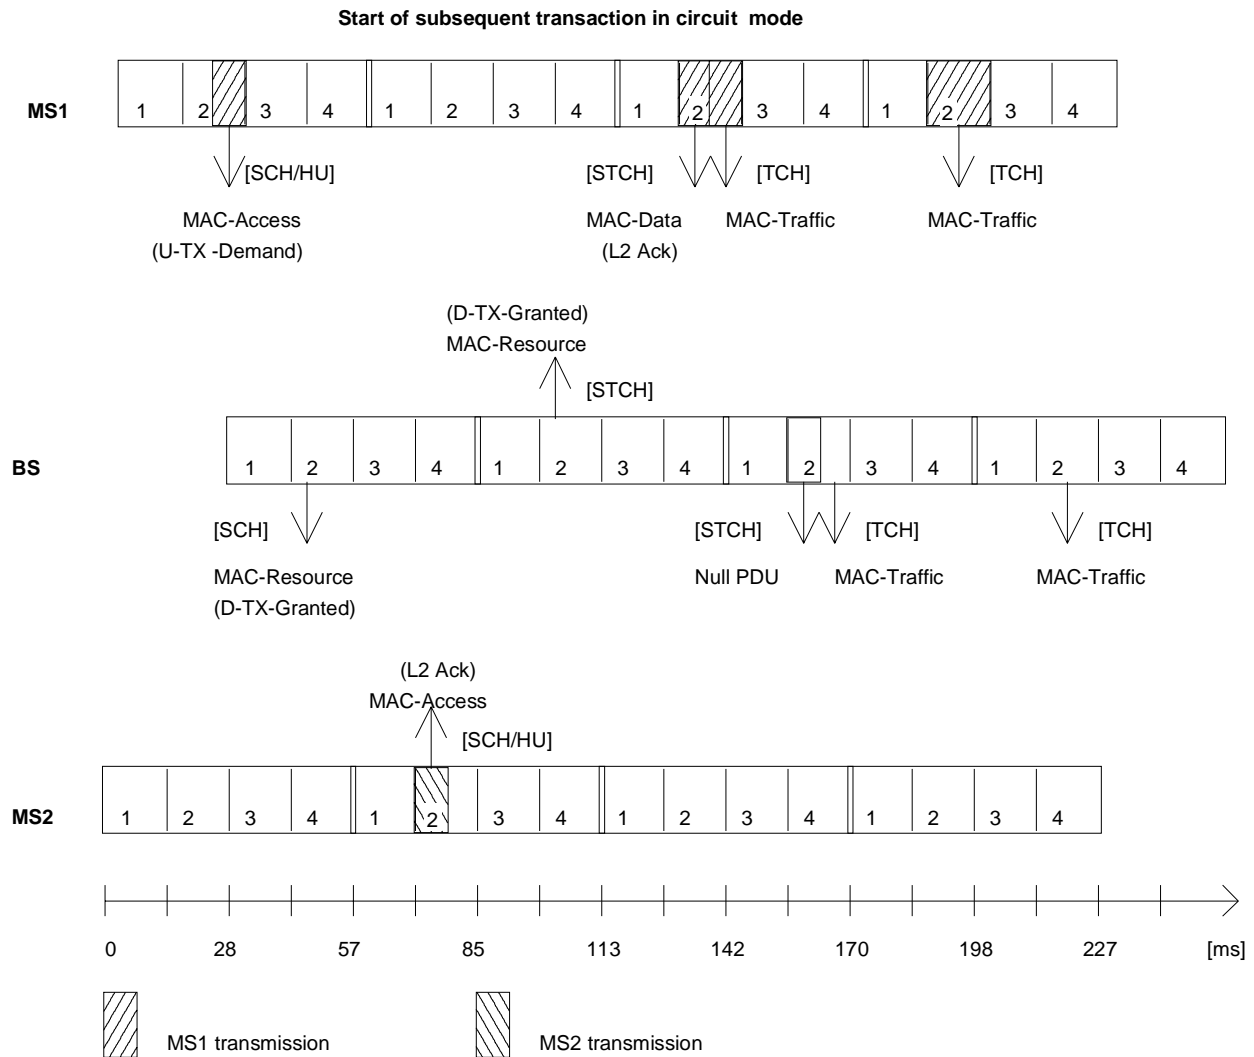 Start of subsequent transaction in circuit mode
MS1
1 2 3 4 1 2 3 4 1 2 3 4 1 2 3 4
[SCH/HU] [STCH] [TCH] [TCH]
MAC-Access MAC-Data MAC-Traffic MAC-Traffic
(U-TX -Demand) (L2 Ack)
(D-TX-Granted)
MAC-Resource
[STCH]
BS
1 2 3 4 1 2 3 4 1 2 3 4 1 2 3 4
[SCH] [STCH] [TCH] [TCH]
MAC-Resource Null PDU MAC-Traffic MAC-Traffic
(D-TX-Granted)
(L2 Ack)
MAC-Access
[SCH/HU]
MS2
1 2 3 4 1 2 3 4 1 2 3 4 1 2 3 4
0 28 57 85 113 142 170 198 227 [ms]
MS1 transmission MS2 transmission